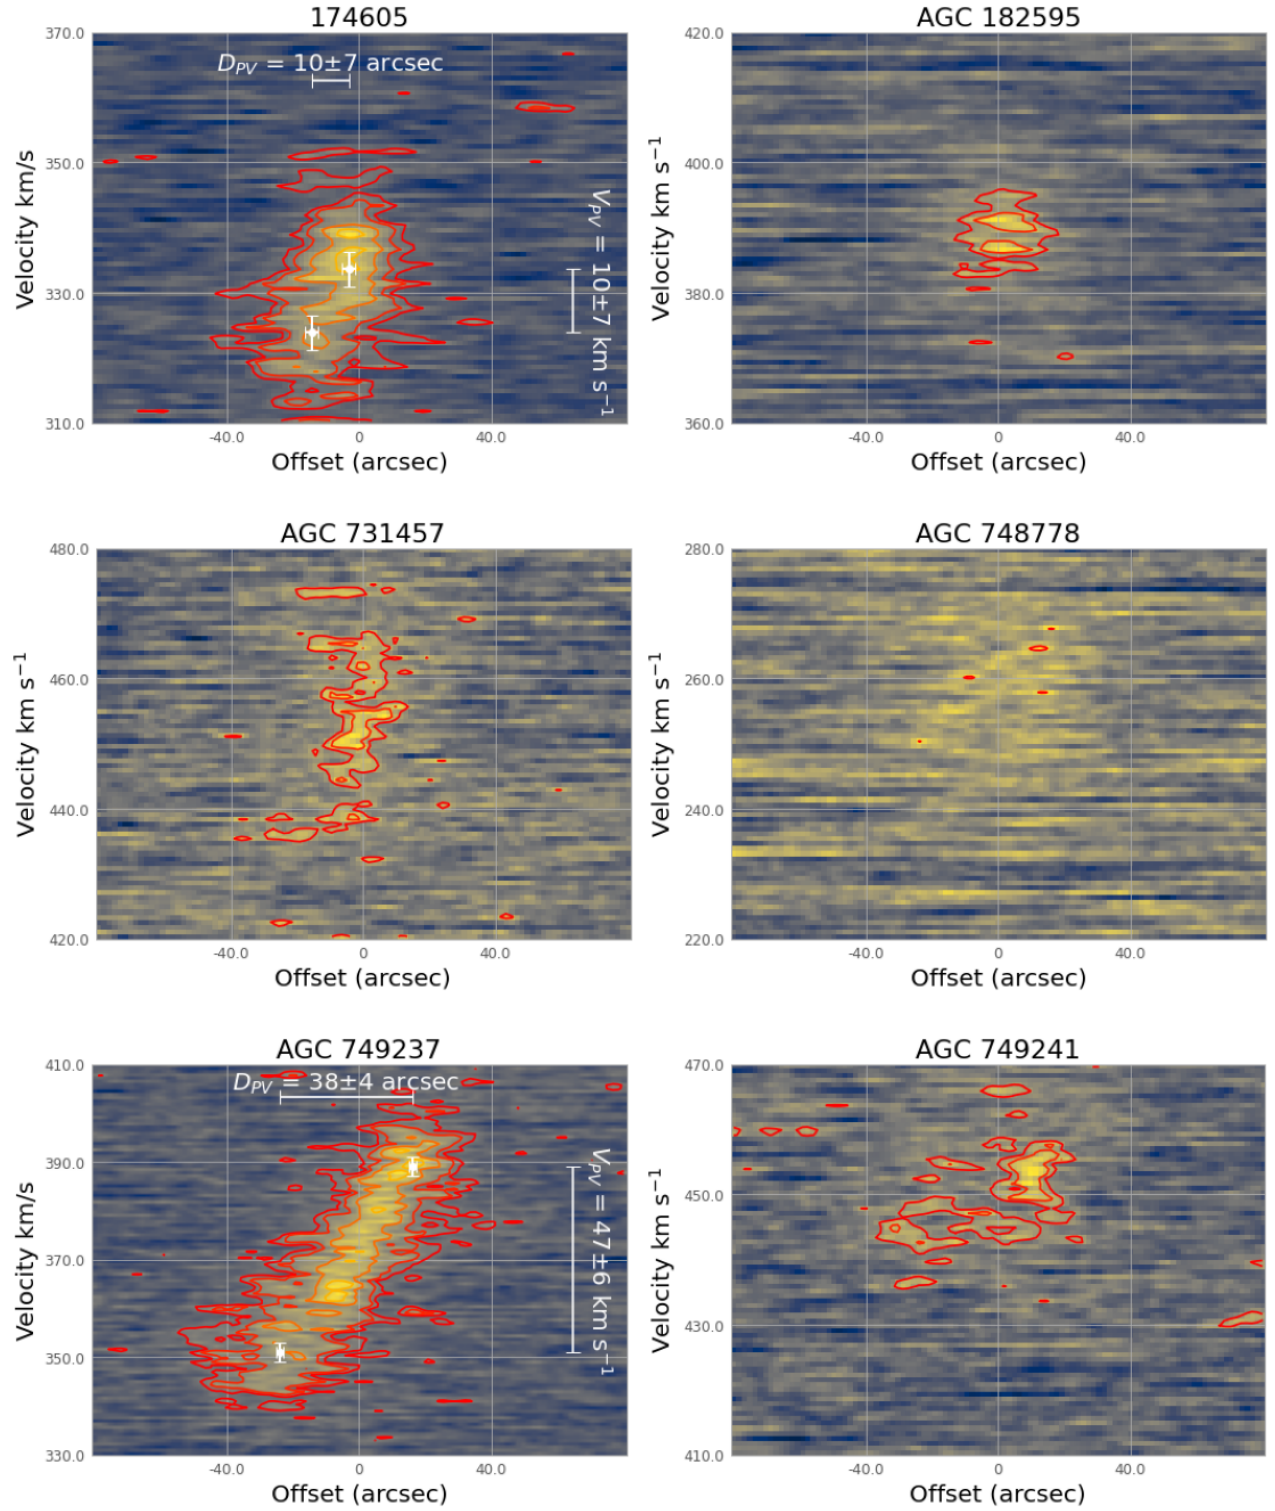 174605
370.0
350.0
330.0
310.0
Velocity km/s
D_PV = 10±7 arcsec
V_PV = 10±7 km s⁻¹
-40.0 0 40.0
Offset (arcsec)
AGC 182595
420.0
400.0
380.0
360.0
Velocity km s⁻¹
-40.0 0 40.0
Offset (arcsec)
AGC 731457
480.0
460.0
440.0
420.0
Velocity km s⁻¹
-40.0 0 40.0
Offset (arcsec)
AGC 748778
280.0
260.0
240.0
220.0
Velocity km s⁻¹
-40.0 0 40.0
Offset (arcsec)
AGC 749237
410.0
390.0
370.0
350.0
330.0
Velocity km/s
D_PV = 38±4 arcsec
V_PV = 47±6 km s⁻¹
-40.0 0 40.0
Offset (arcsec)
AGC 749241
470.0
450.0
430.0
410.0
Velocity km s⁻¹
-40.0 0 40.0
Offset (arcsec)